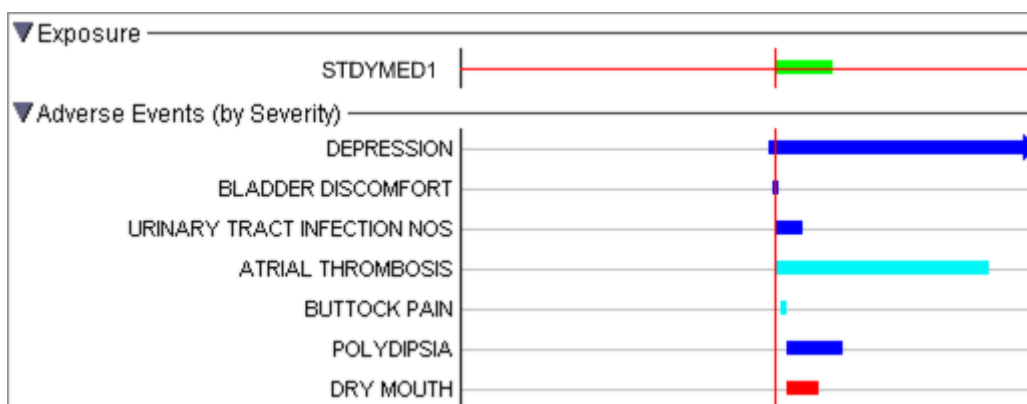 Exposure
STDYMED1
Adverse Events (by Severity)
DEPRESSION
BLADDER DISCOMFORT
URINARY TRACT INFECTION NOS
ATRIAL THROMBOSIS
BUTTOCK PAIN
POLYDIPSIA
DRY MOUTH